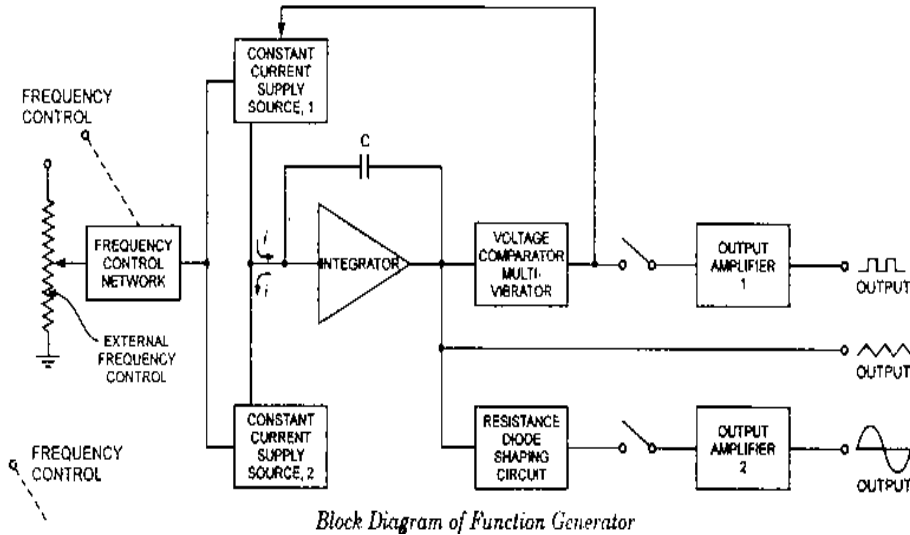 CONSTANT
CURRENT
SUPPLY
SOURCE, 1
FREQUENCY
CONTROL
C
FREQUENCY
CONTROL
NETWORK
i
i
INTEGRATOR
VOLTAGE
COMPARATOR
MULTI-
VIBRATOR
OUTPUT
AMPLIFIER
1
OUTPUT
EXTERNAL
FREQUENCY
CONTROL
OUTPUT
CONSTANT
CURRENT
SUPPLY
SOURCE, 2
RESISTANCE
DIODE
SHAPING
CIRCUIT
OUTPUT
AMPLIFIER
2
OUTPUT
FREQUENCY
CONTROL
Block Diagram of Function Generator